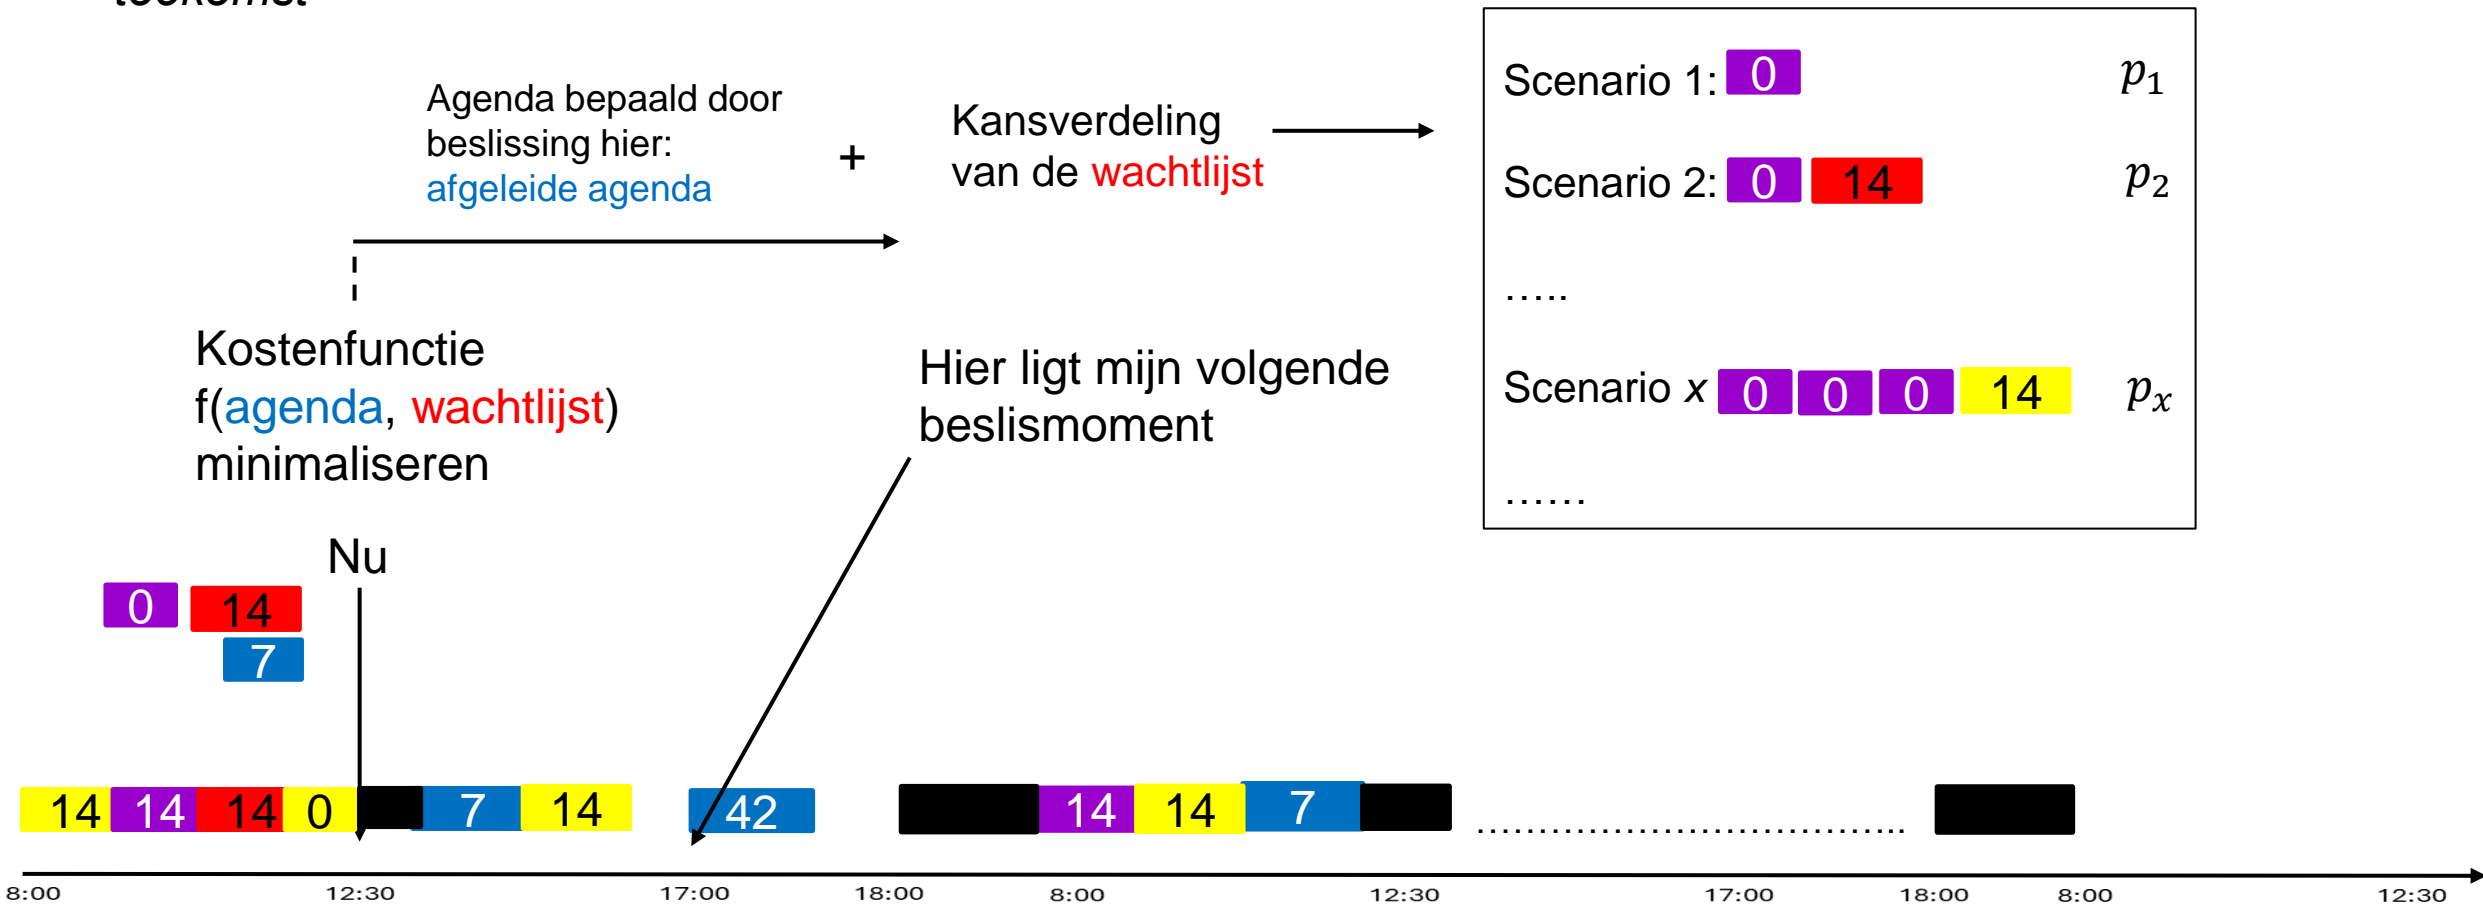 toekomst
Agenda bepaald door
beslissing hier:
afgeleide agenda
+
Kansverdeling
van de wachtlijst
Scenario 1: 0 p₁
Scenario 2: 0 14 p₂
…..
Scenario x 0 0 0 14 pₓ
……
Kostenfunctie
f(agenda, wachtlijst)
minimaliseren
Hier ligt mijn volgende
beslismoment
Nu
0 14
7
14 14 14 0 7 14 42 14 14 7 ……………………………..
8:00 12:30 17:00 18:00 8:00 12:30 17:00 18:00 8:00 12:30